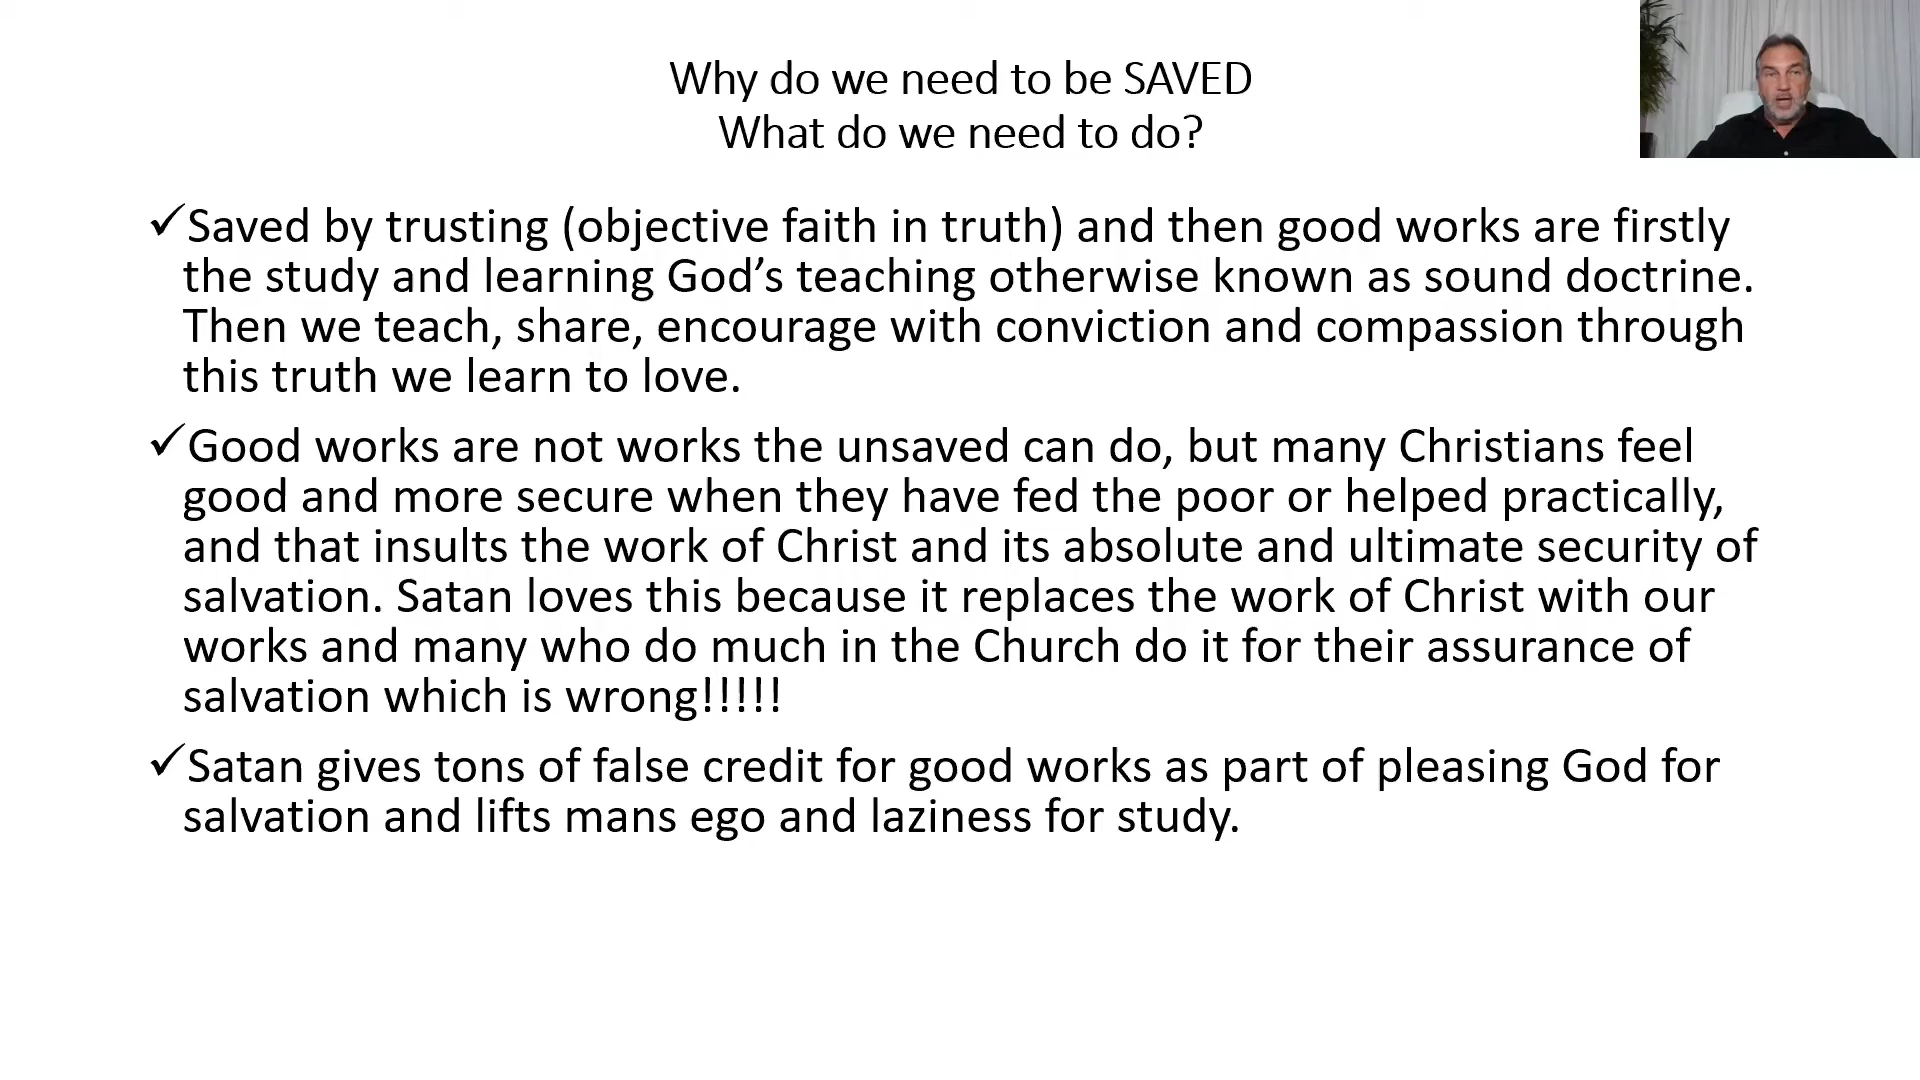 Why do we need to be SAVED
What do we need to do?
✓Saved by trusting (objective faith in truth) and then good works are firstly
the study and learning God’s teaching otherwise known as sound doctrine.
Then we teach, share, encourage with conviction and compassion through
this truth we learn to love.
✓Good works are not works the unsaved can do, but many Christians feel
good and more secure when they have fed the poor or helped practically,
and that insults the work of Christ and its absolute and ultimate security of
salvation. Satan loves this because it replaces the work of Christ with our
works and many who do much in the Church do it for their assurance of
salvation which is wrong!!!!!
✓Satan gives tons of false credit for good works as part of pleasing God for
salvation and lifts mans ego and laziness for study.